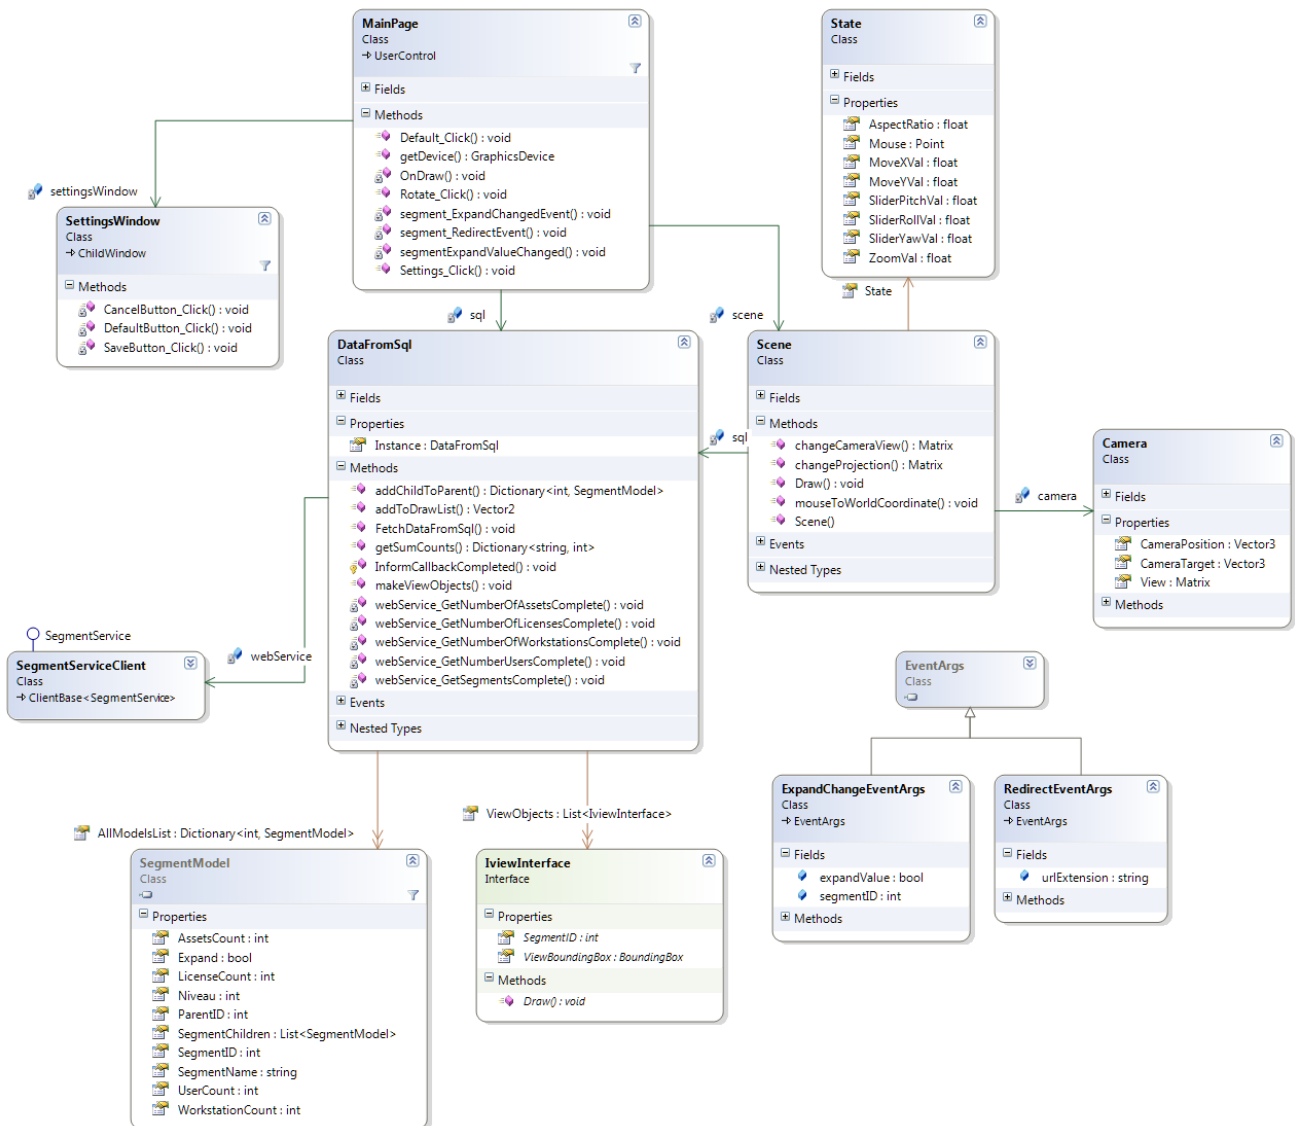 MainPage
Class
UserControl
Fields
Methods
Default_Click() : void
getDevice() : GraphicsDevice
OnDraw() : void
Rotate_Click() : void
segment_ExpandChangedEvent() : void
segment_RedirectEvent() : void
segmentExpandValueChanged() : void
Settings_Click() : void
State
Class
Fields
Properties
AspectRatio : float
Mouse : Point
MoveXVal : float
MoveYVal : float
SliderPitchVal : float
SliderRollVal : float
SliderYawVal : float
ZoomVal : float
settingsWindow
SettingsWindow
Class
ChildWindow
Methods
CancelButton_Click() : void
DefaultButton_Click() : void
SaveButton_Click() : void
sql
scene
State
DataFromSql
Class
Fields
Properties
Instance : DataFromSql
Methods
addChildToParent() : Dictionary<int, SegmentModel>
addToDrawList() : Vector2
FetchDataFromSql() : void
getSumCounts() : Dictionary<string, int>
InformCallbackCompleted() : void
makeViewObjects() : void
webService_GetNumberOfAssetsComplete() : void
webService_GetNumberOfLicensesComplete() : void
webService_GetNumberOfWorkstationsComplete() : void
webService_GetNumberUsersComplete() : void
webService_GetSegmentsComplete() : void
Events
Nested Types
sql
Scene
Class
Fields
Methods
changeCameraView() : Matrix
changeProjection() : Matrix
Draw() : void
mouseToWorldCoordinate() : void
Scene()
Events
Nested Types
camera
Camera
Class
Fields
Properties
CameraPosition : Vector3
CameraTarget : Vector3
View : Matrix
Methods
SegmentService
webService
SegmentServiceClient
Class
ClientBase<SegmentService>
EventArgs
Class
ExpandChangeEventArgs
Class
EventArgs
Fields
expandValue : bool
segmentID : int
Methods
RedirectEventArgs
Class
EventArgs
Fields
urlExtension : string
Methods
AllModelsList : Dictionary<int, SegmentModel>
ViewObjects : List<IviewInterface>
SegmentModel
Class
Properties
AssetsCount : int
Expand : bool
LicenseCount : int
Niveau : int
ParentID : int
SegmentChildren : List<SegmentModel>
SegmentID : int
SegmentName : string
UserCount : int
WorkstationCount : int
IviewInterface
Interface
Properties
SegmentID : int
ViewBoundingBox : BoundingBox
Methods
Draw() : void